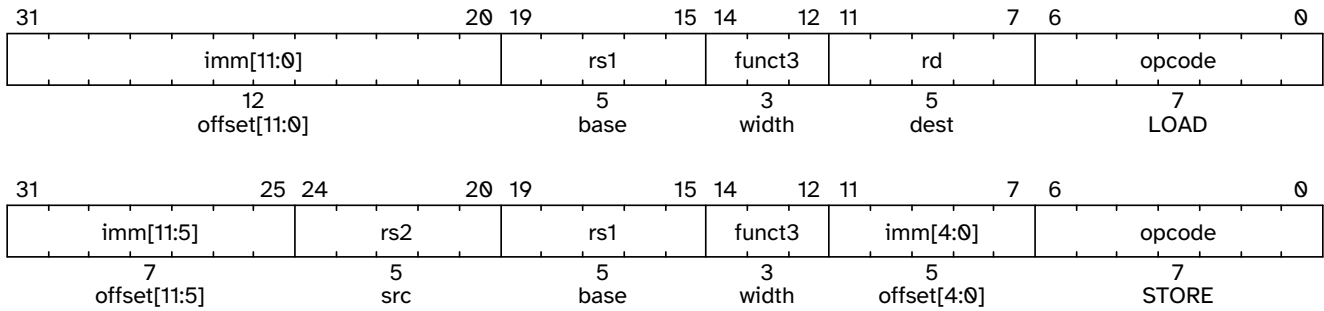 31 20 19 15 14 12 11 7 6 0
imm[11:0] rs1 funct3 rd opcode
12 5 3 5 7
offset[11:0] base width dest LOAD
31 25 24 20 19 15 14 12 11 7 6 0
imm[11:5] rs2 rs1 funct3 imm[4:0] opcode
7 5 5 3 5 7
offset[11:5] src base width offset[4:0] STORE